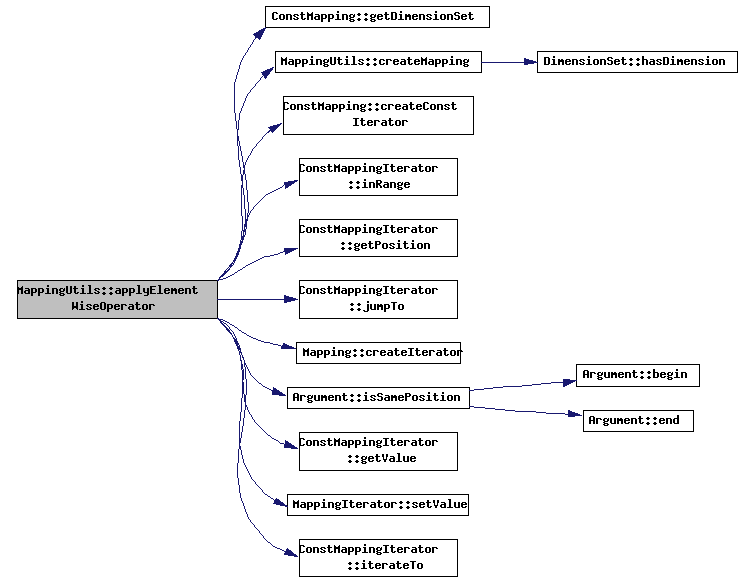 ConstMapping::getDimensionSet
MappingUtils::createMapping
DimensionSet::hasDimension
ConstMapping::createConst
Iterator
ConstMappingIterator
::inRange
ConstMappingIterator
::getPosition
MappingUtils::applyElement
WiseOperator
ConstMappingIterator
::jumpTo
Mapping::createIterator
Argument::isSamePosition
Argument::begin
Argument::end
ConstMappingIterator
::getValue
MappingIterator::setValue
ConstMappingIterator
::iterateTo